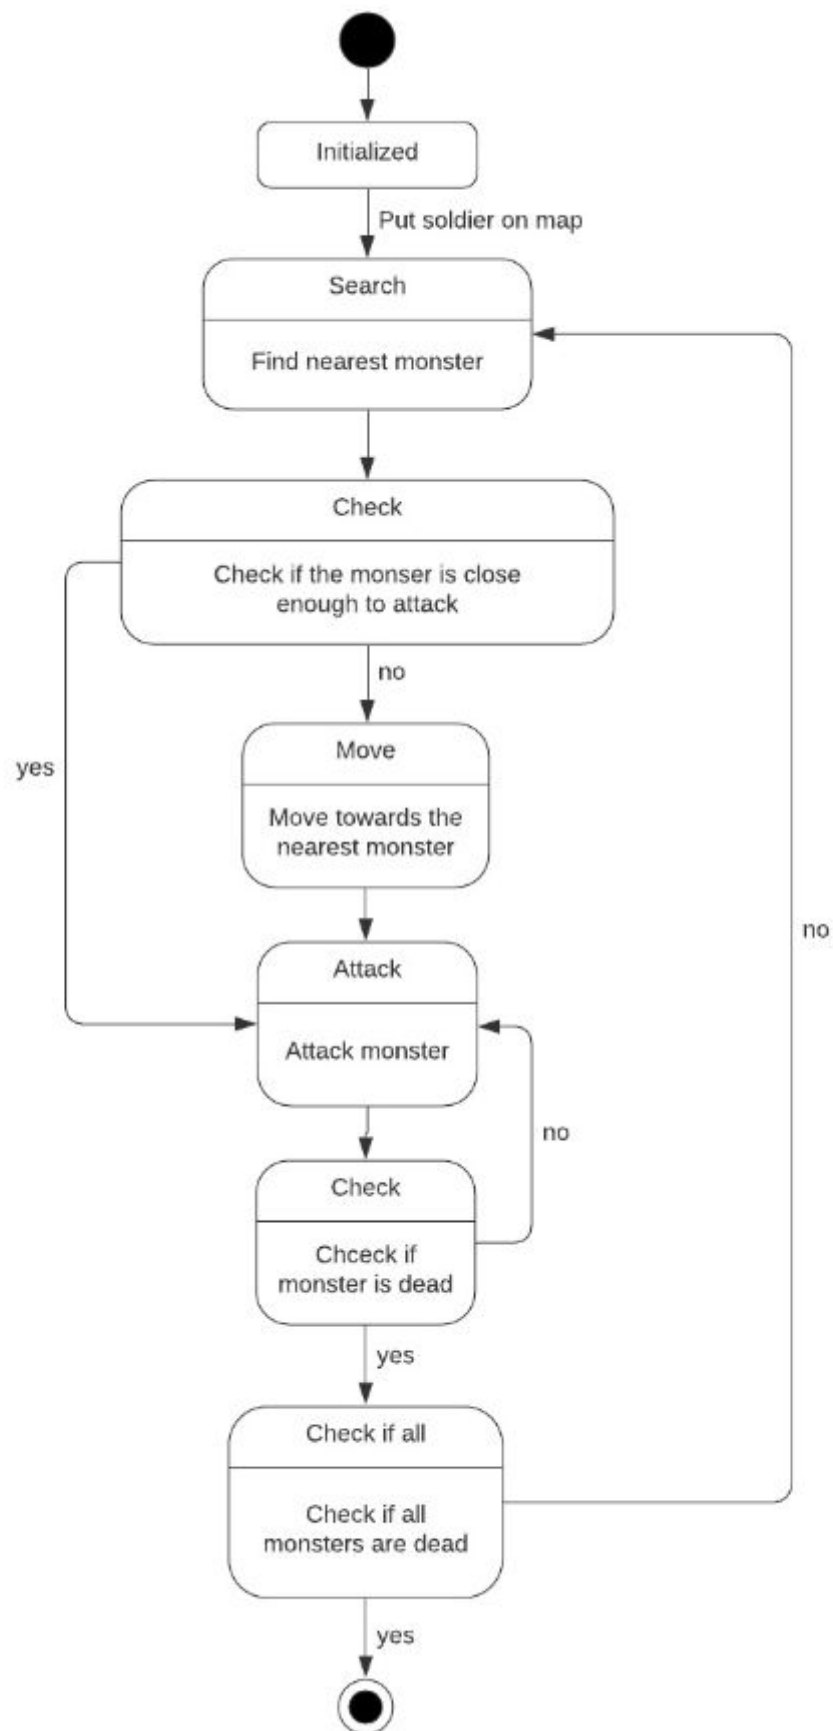 Initialized
Put soldier on map
Search
Find nearest monster
Check
Check if the monser is close
enough to attack
no
yes
Move
Move towards the
nearest monster
no
Attack
Attack monster
no
Check
Chceck if
monster is dead
yes
Check if all
Check if all
monsters are dead
yes